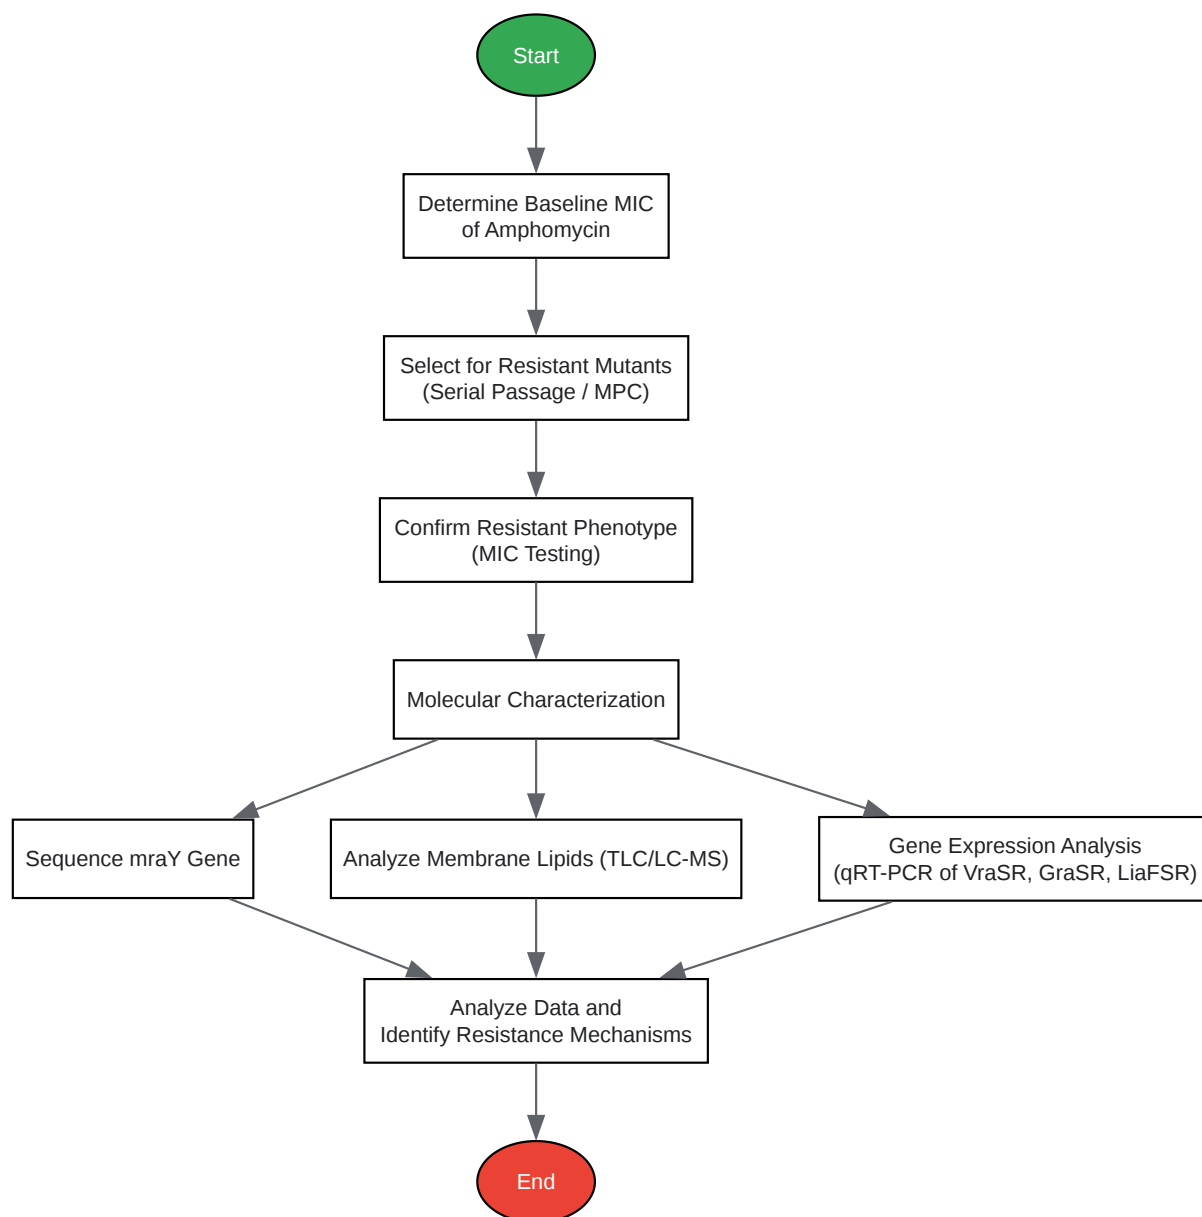 Start
Determine Baseline MIC
of Amphomycin
Select for Resistant Mutants
(Serial Passage / MPC)
Confirm Resistant Phenotype
(MIC Testing)
Molecular Characterization
Sequence mraY Gene
Analyze Membrane Lipids (TLC/LC-MS)
Gene Expression Analysis
(qRT-PCR of VraSR, GraSR, LiaFSR)
Analyze Data and
Identify Resistance Mechanisms
End